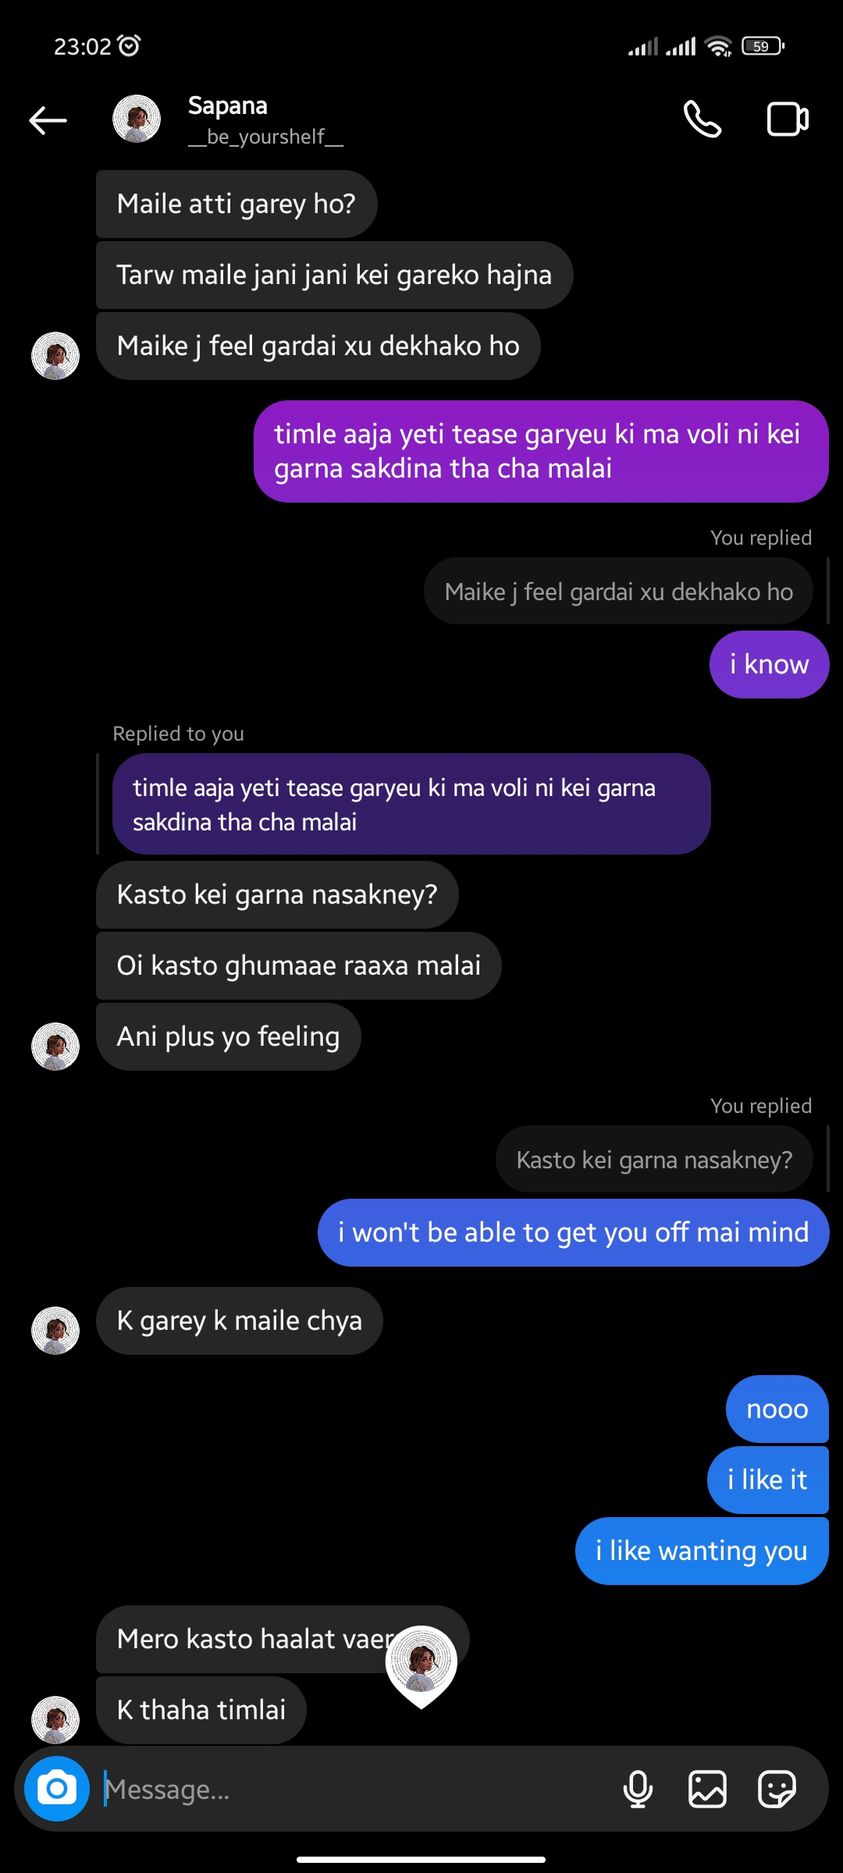 23:02
59
Sapana
__be_yourshelf__
Maile atti garey ho?
Tarw maile jani jani kei gareko hajna
Maike j feel gardai xu dekhako ho
timle aaja yeti tease garyeu ki ma voli ni kei
garna sakdina tha cha malai
You replied
Maike j feel gardai xu dekhako ho
i know
Replied to you
timle aaja yeti tease garyeu ki ma voli ni kei garna
sakdina tha cha malai
Kasto kei garna nasakney?
Oi kasto ghumaae raaxa malai
Ani plus yo feeling
You replied
Kasto kei garna nasakney?
i won't be able to get you off mai mind
K garey k maile chya
nooo
i like it
i like wanting you
Mero kasto haalat
K thaha timlai
Message...